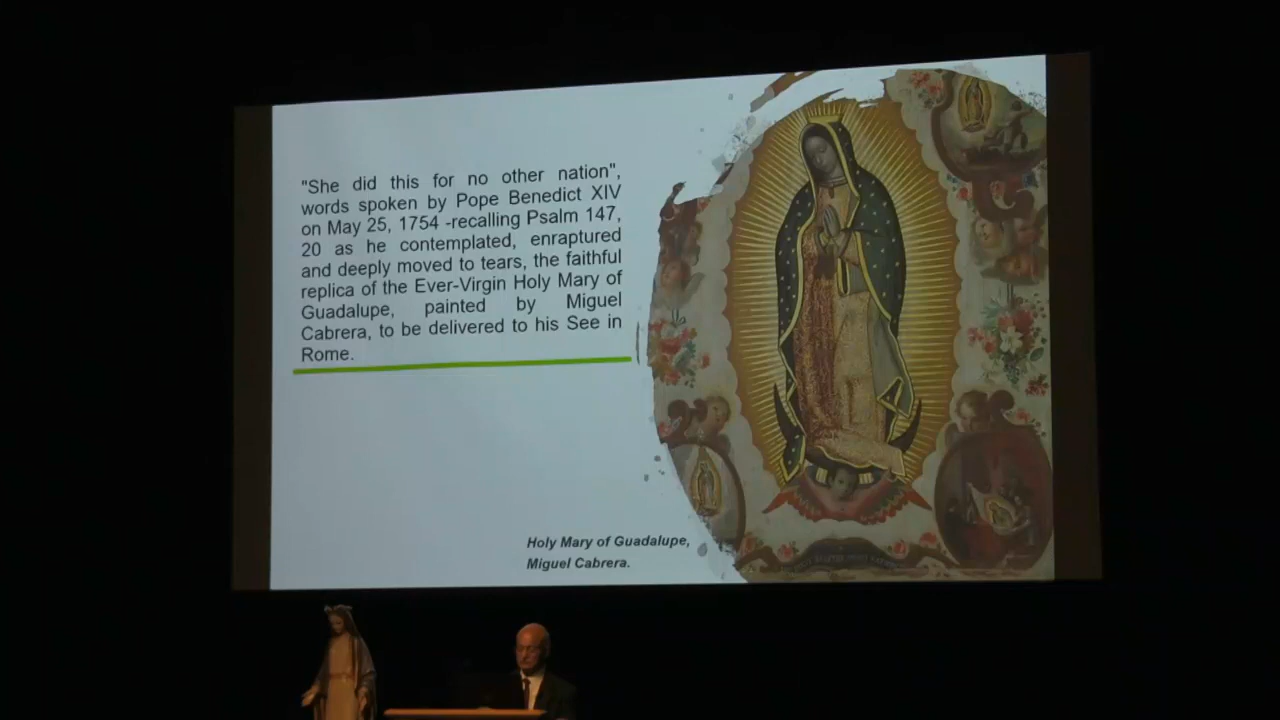 "She did this for no other nation",
words spoken by Pope Benedict XIV
on May 25, 1754 -recalling Psalm 147,
20 as he contemplated, enraptured
and deeply moved to tears, the faithful
replica of the Ever-Virgin Holy Mary of
Guadalupe, painted by Miguel
Cabrera, to be delivered to his See in
Rome.
Holy Mary of Guadalupe,
Miguel Cabrera.